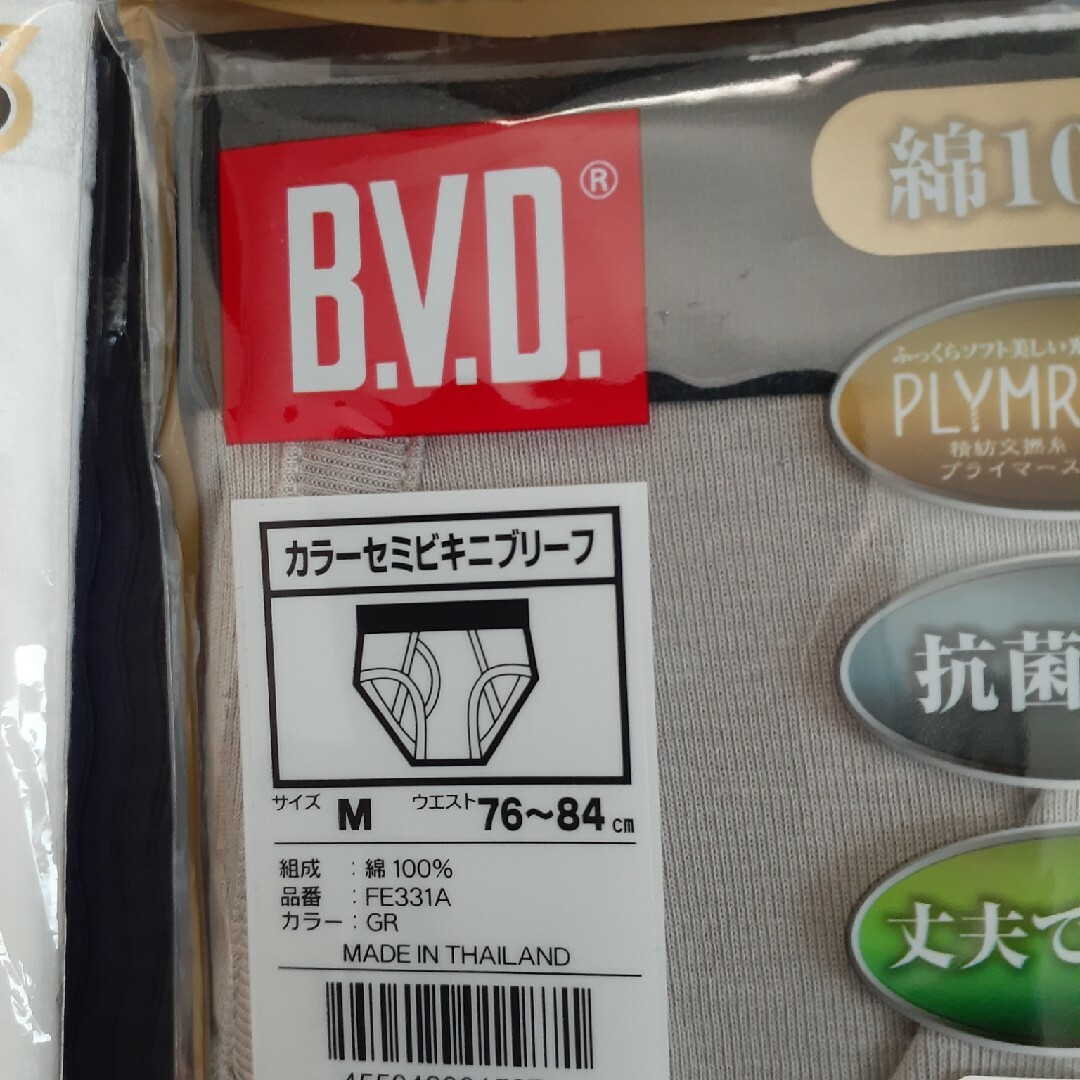 B.V.D.®
綿10
ふっくらソフト美しい
PLYMR
精紡交撚糸
プライマース
カラーセミビキニブリーフ
抗菌
サイズ M ウエスト 76〜84 cm
組成 : 綿 100%
品番 : FE331A
カラー : GR
MADE IN THAILAND
丈夫で